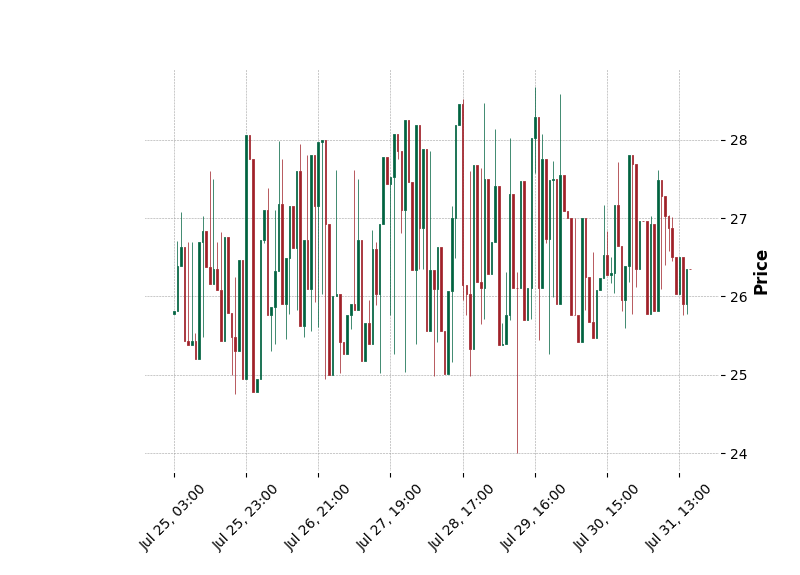 28
27
26
25
24
Price
Jul 25, 03:00
Jul 25, 23:00
Jul 26, 21:00
Jul 27, 19:00
Jul 28, 17:00
Jul 29, 16:00
Jul 30, 15:00
Jul 31, 13:00